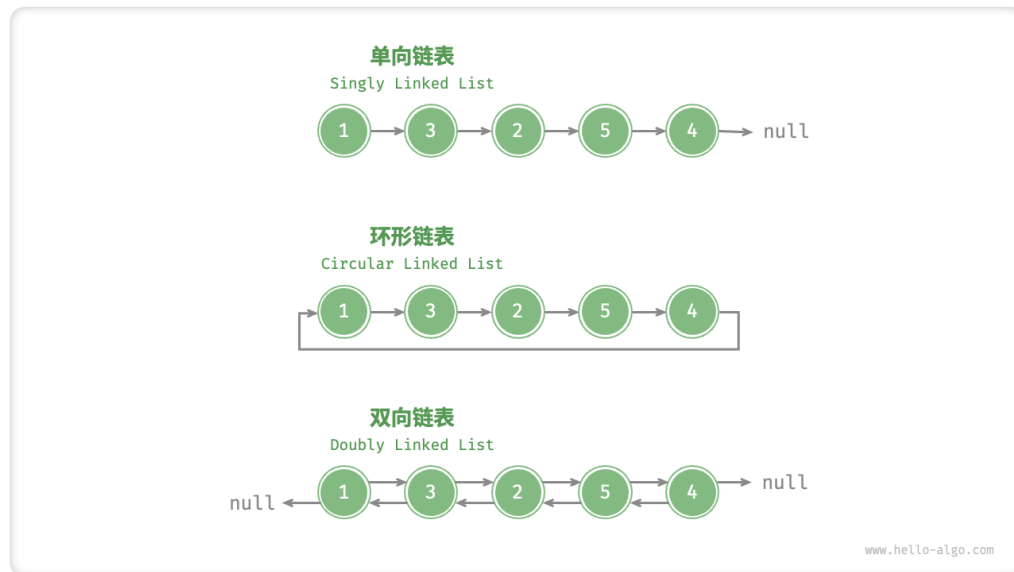 单向链表
Singly Linked List
1 3 2 5 4 null
环形链表
Circular Linked List
1 3 2 5 4
双向链表
Doubly Linked List
null 1 3 2 5 4 null
www.hello-algo.com